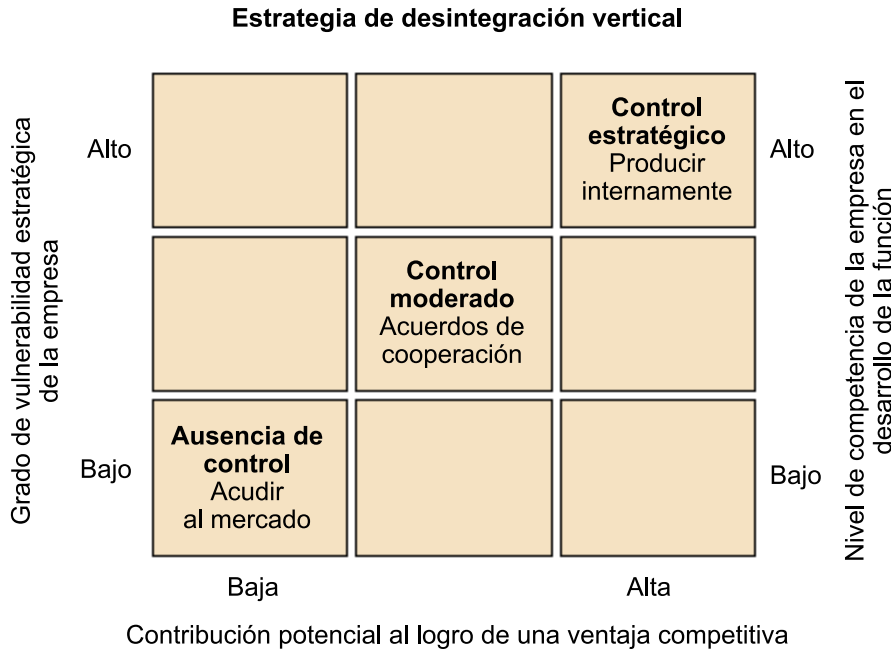 Estrategia de desintegración vertical
Grado de vulnerabilidad estratégica
de la empresa
Alto
Control
estratégico
Producir
internamente
Alto
Control
moderado
Acuerdos de
cooperación
Bajo
Ausencia de
control
Acudir
al mercado
Bajo
Nivel de competencia de la empresa en el
desarrollo de la función
Baja
Alta
Contribución potencial al logro de una ventaja competitiva